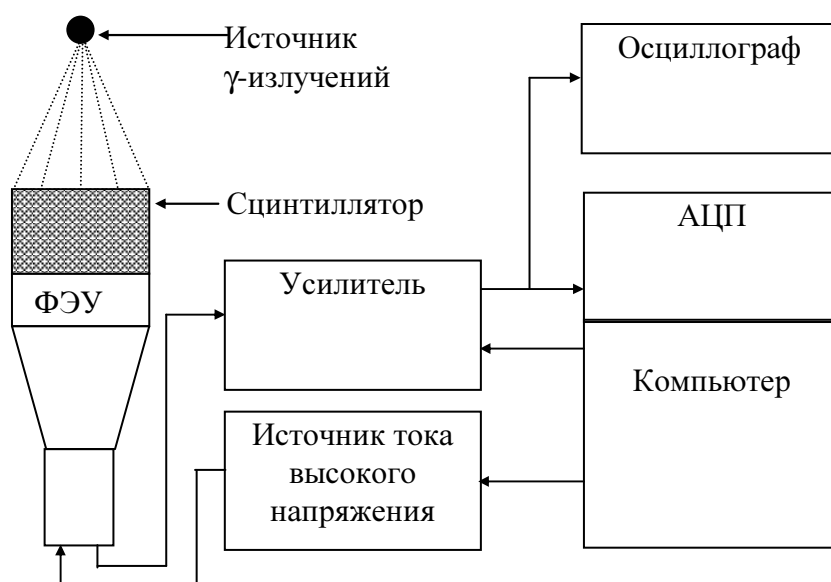 Источник
γ-излучений
Осциллограф
Сцинтиллятор
АЦП
Усилитель
ФЭУ
Компьютер
Источник тока
высокого
напряжения